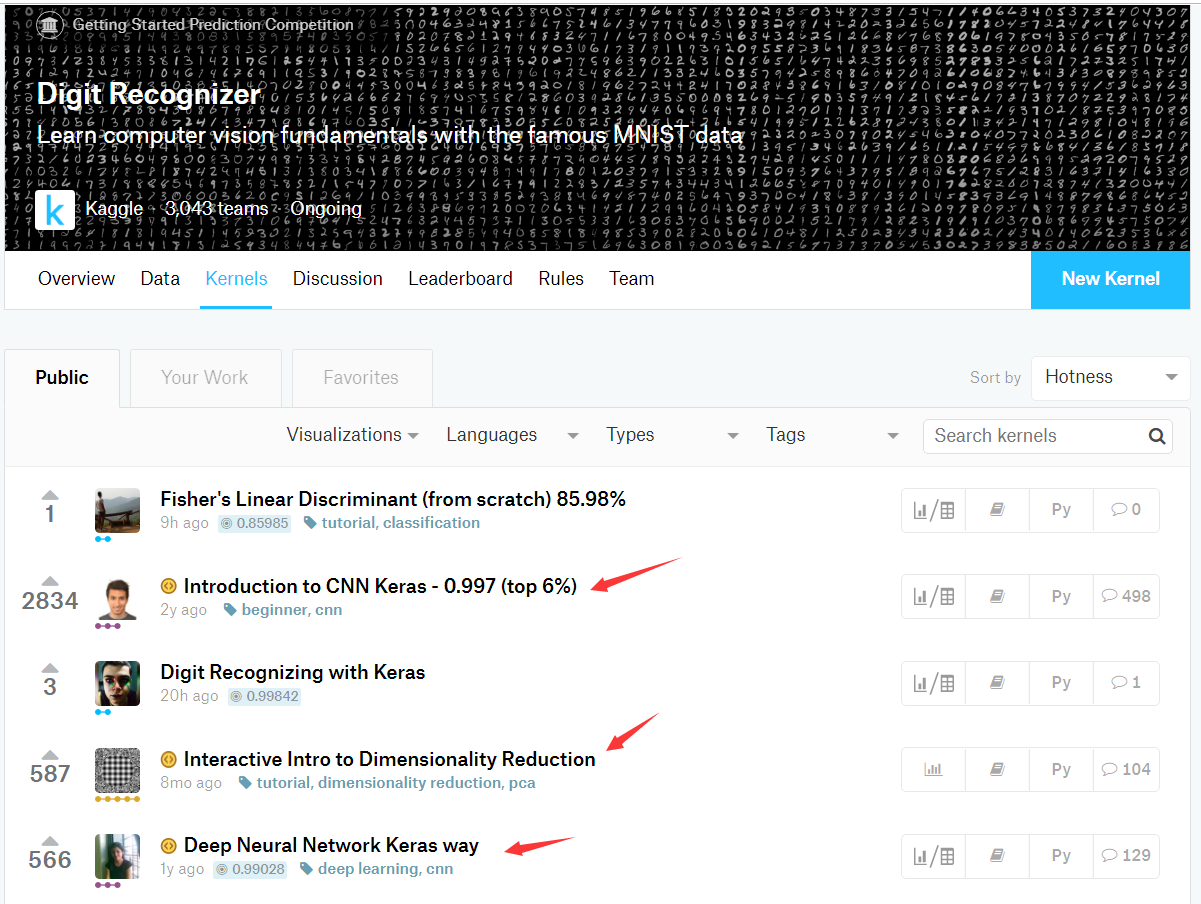 Getting Started Prediction Competition
Digit Recognizer
Learn computer vision fundamentals with the famous MNIST data
k Kaggle · 3,043 teams · Ongoing
Overview Data Kernels Discussion Leaderboard Rules Team New Kernel
Public Your Work Favorites Sort by Hotness
Visualizations Languages Types Tags Search kernels
1 Fisher's Linear Discriminant (from scratch) 85.98% Py 0
9h ago 0.85985 tutorial, classification
2834 Introduction to CNN Keras - 0.997 (top 6%) Py 498
2y ago beginner, cnn
3 Digit Recognizing with Keras Py 1
20h ago 0.99842
587 Interactive Intro to Dimensionality Reduction Py 104
8mo ago tutorial, dimensionality reduction, pca
566 Deep Neural Network Keras way Py 129
1y ago 0.99028 deep learning, cnn